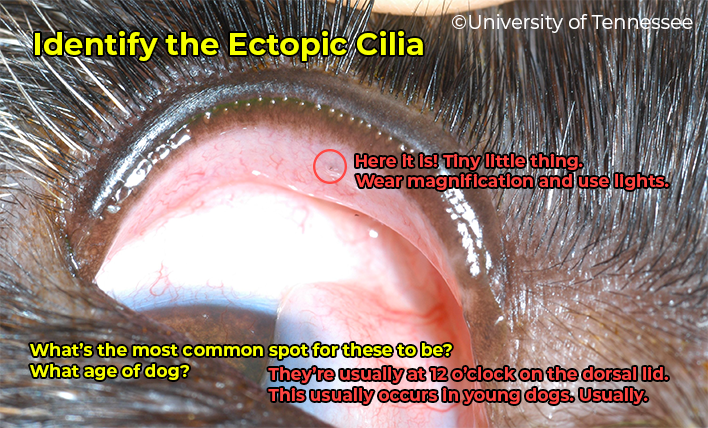 ©University of Tennessee
Identify the Ectopic Cilia
Here it is! Tiny little thing.
Wear magnification and use lights.
What's the most common spot for these to be?
What age of dog?
They're usually at 12 o'clock on the dorsal lid.
This usually occurs in young dogs. Usually.